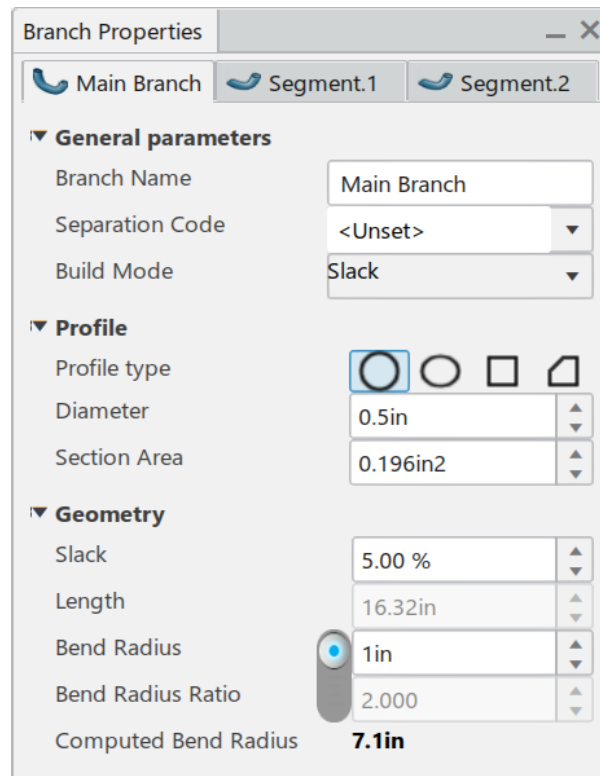 Branch Properties
Main Branch Segment.1 Segment.2
General parameters
Branch Name Main Branch
Separation Code <Unset>
Build Mode Slack
Profile
Profile type
Diameter 0.5in
Section Area 0.196in2
Geometry
Slack 5.00 %
Length 16.32in
Bend Radius 1in
Bend Radius Ratio 2.000
Computed Bend Radius 7.1in